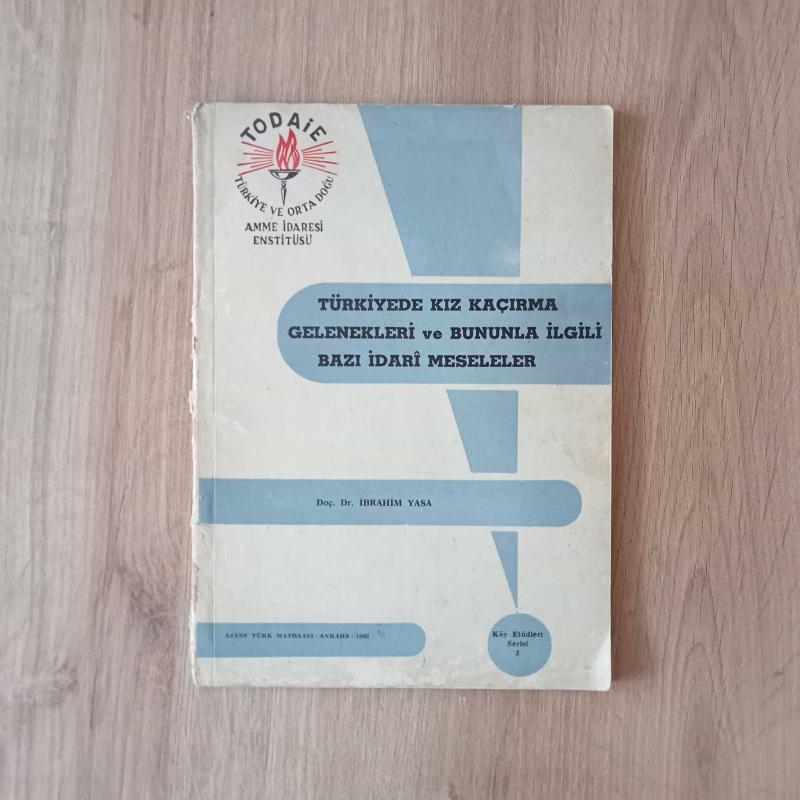 TODAiE
TÜRKİYE VE ORTA DOĞU
AMME İDARESİ
ENSTİTÜSÜ
TÜRKİYEDE KIZ KAÇIRMA
GELENEKLERİ ve BUNUNLA İLGİLİ
BAZI İDARÎ MESELELER
Doç. Dr. İBRAHİM YASA
AJANS TÜRK MATBAASI - ANKARA - 1962
Köy Etüdleri
Serisi
3